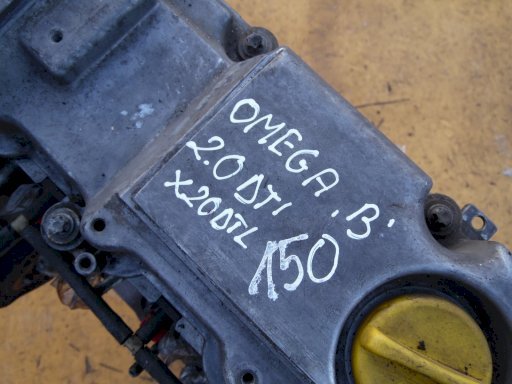 OMEGA 'B'
2.0 DTI
X20DTL
150